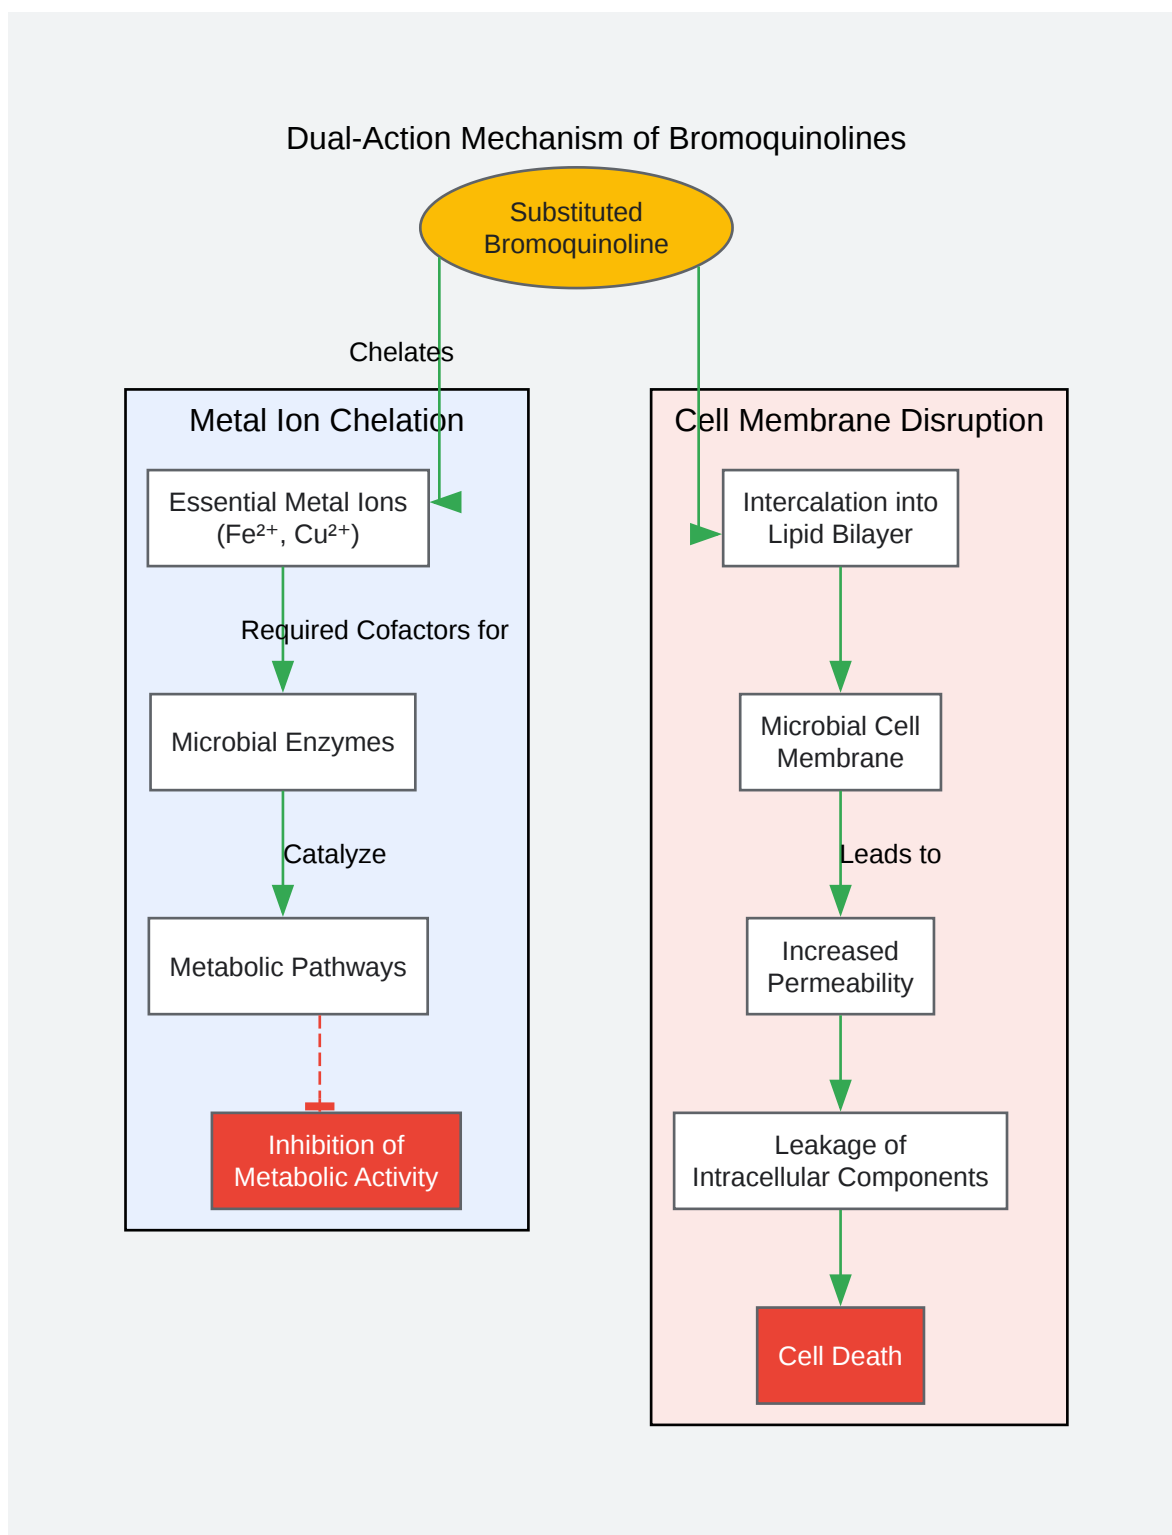 Dual-Action Mechanism of Bromoquinolines
Substituted
Bromoquinoline
Chelates
Metal Ion Chelation
Essential Metal Ions
(Fe²⁺, Cu²⁺)
Required Cofactors for
Microbial Enzymes
Catalyze
Metabolic Pathways
Inhibition of
Metabolic Activity
Cell Membrane Disruption
Intercalation into
Lipid Bilayer
Microbial Cell
Membrane
Leads to
Increased
Permeability
Leakage of
Intracellular Components
Cell Death